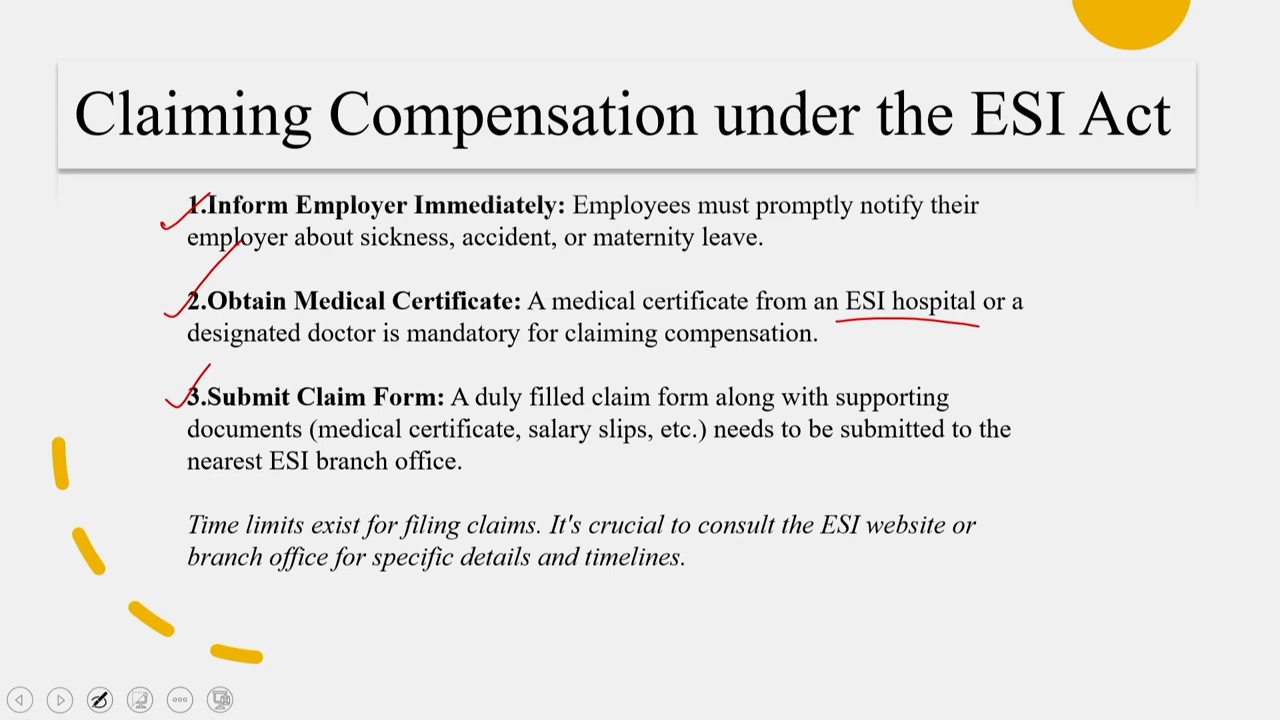 Claiming Compensation under the ESI Act
1.Inform Employer Immediately: Employees must promptly notify their
employer about sickness, accident, or maternity leave.
2.Obtain Medical Certificate: A medical certificate from an ESI hospital or a
designated doctor is mandatory for claiming compensation.
3.Submit Claim Form: A duly filled claim form along with supporting
documents (medical certificate, salary slips, etc.) needs to be submitted to the
nearest ESI branch office.
Time limits exist for filing claims. It's crucial to consult the ESI website or
branch office for specific details and timelines.